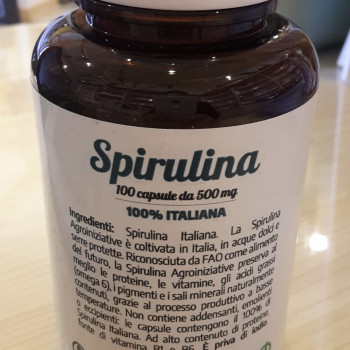 Spirulina
100 capsule da 500 mg
100% ITALIANA
Ingredienti: Spirulina Italiana. La Spirulina
Agroiniziative è coltivata in Italia, in acque dolci e
serre protette. Riconosciuta da FAO come alimento
del futuro, la Spirulina Agroiniziative preserva al
meglio le proteine, le vitamine, gli acidi grassi
(omega 6), i pigmenti e i sali minerali naturalmente
contenuti, grazie al processo produttivo a basse
temperature. Non contiene addensanti, emolienti
o eccipienti: le capsule contengono il 100% di
Spirulina Italiana. Ad alto contenuto di proteine,
fonte di vitamina B1 e B6. È priva di iodio.